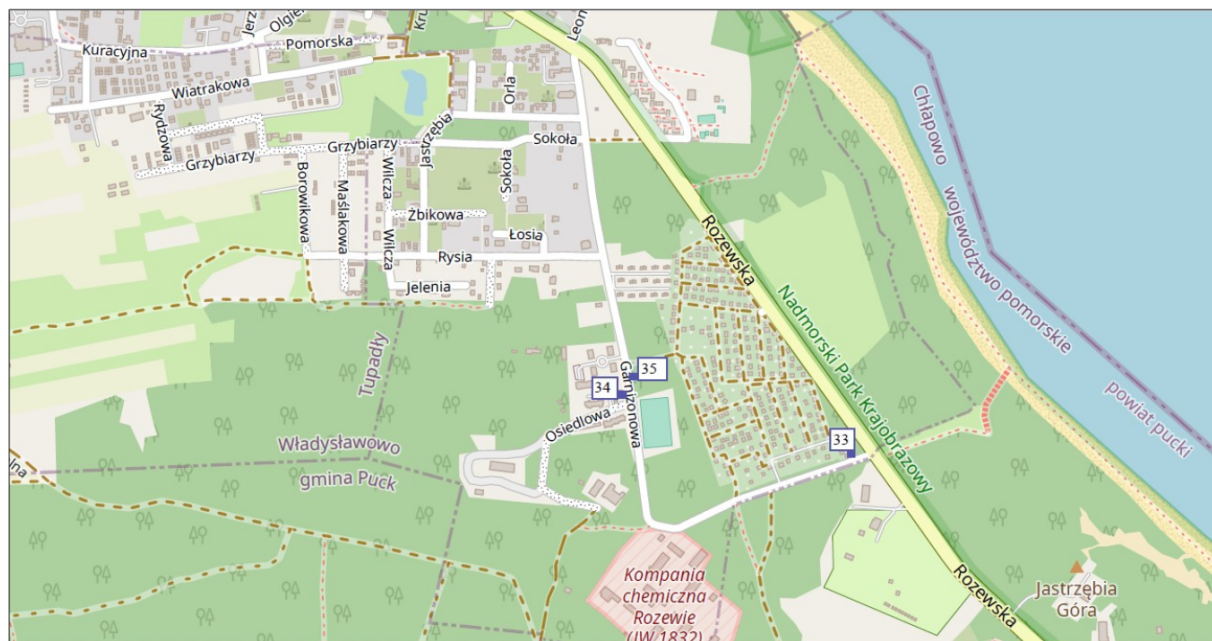 Kuracyjna
Jerz
Olgier
Pomorska
Kru
Leon
Wiatrakowa
Rydzowa
Grzybiarzy
Grzybiarzy
Jastrzębia
Orla
Sokoła
Sokoła
Borowikowa
Maślakowa
Wilcza
Wilcza
Żbikowa
Łosia
Rysia
Jelenia
Rozewska
Nadmorski Park Krajobrazowy
Chłapowo
województwo pomorskie
powiat pucki
Tupadły
Garnizonowa
35
34
33
Osiedlowa
Władysławowo
gmina Puck
lna
Kompania
chemiczna
Rozewie
(JW 1832)
Rozewska
Jastrzębia
Góra